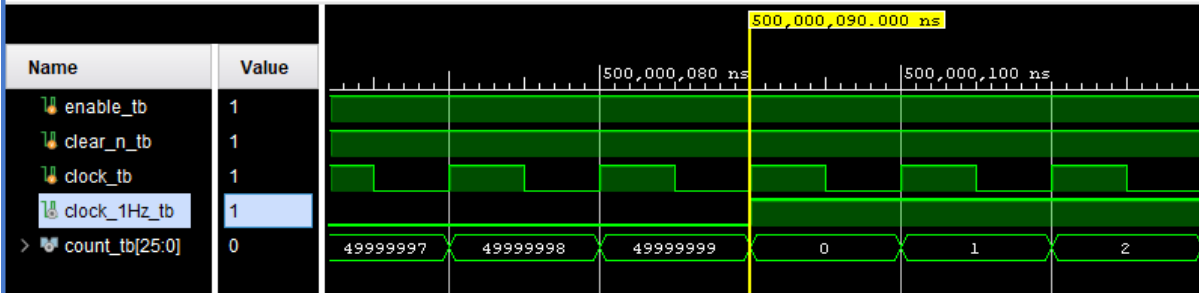 500,000,090.000 ns
Name Value
500,000,080 ns 500,000,100 ns
enable_tb 1
clear_n_tb 1
clock_tb 1
clock_1Hz_tb 1
count_tb[25:0] 0 49999997 49999998 49999999 0 1 2